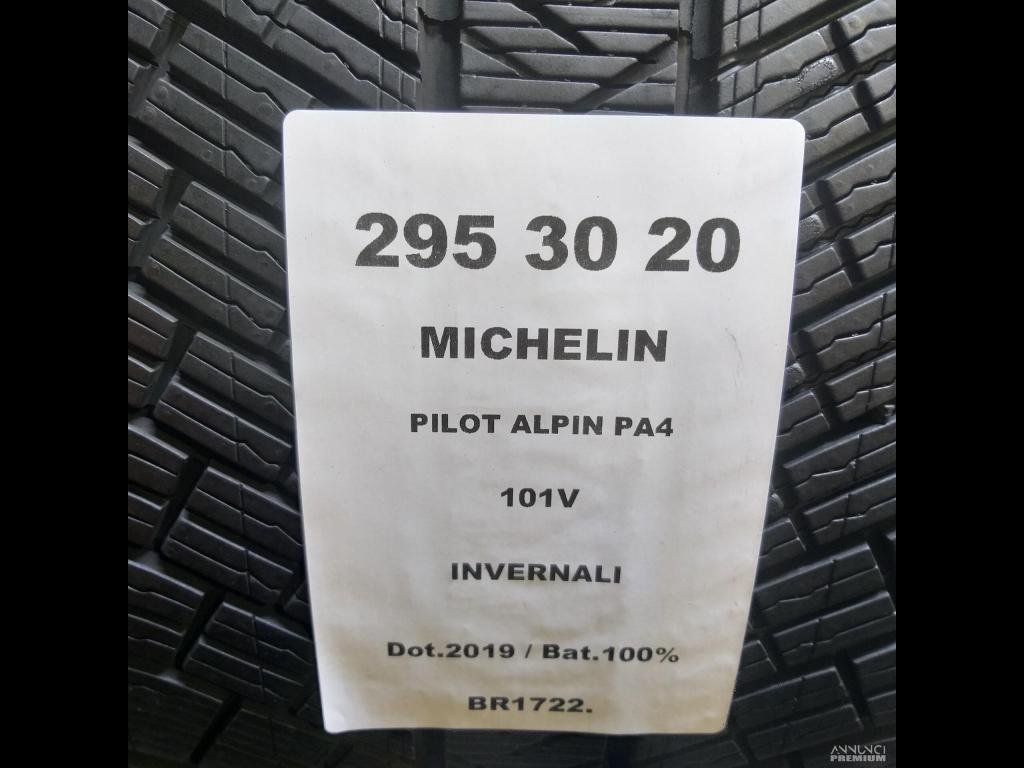 295 30 20
MICHELIN
PILOT ALPIN PA4
101V
INVERNALI
Dot.2019 / Bat.100%
BR1722.
ANNUNCI
PREMIUM